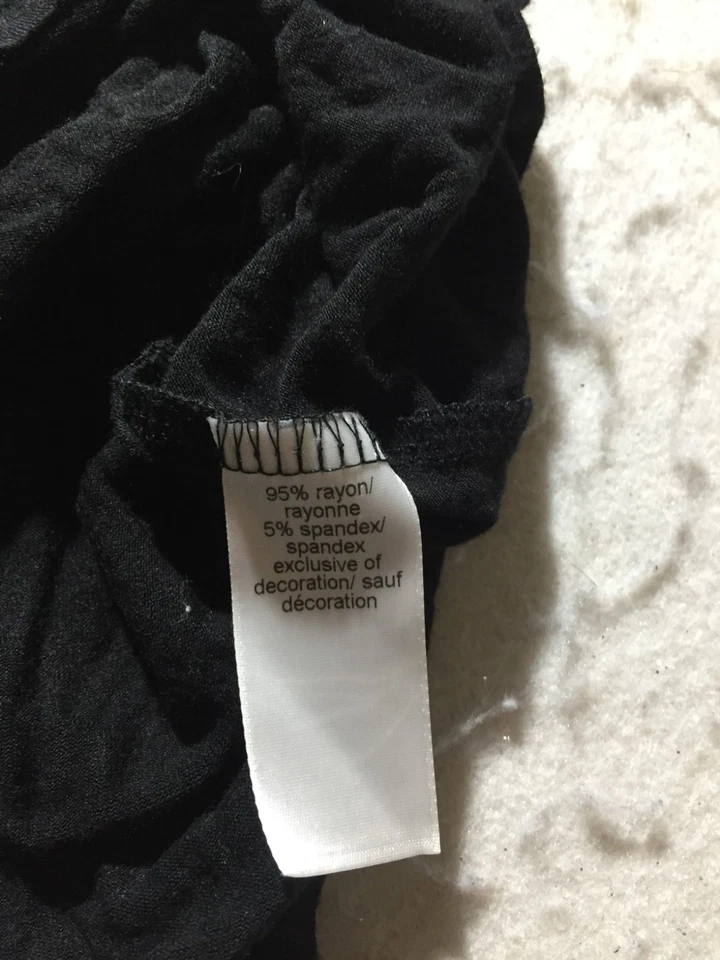 95% rayon/
rayonne
5% spandex/
spandex
exclusive of
decoration/ sauf
décoration